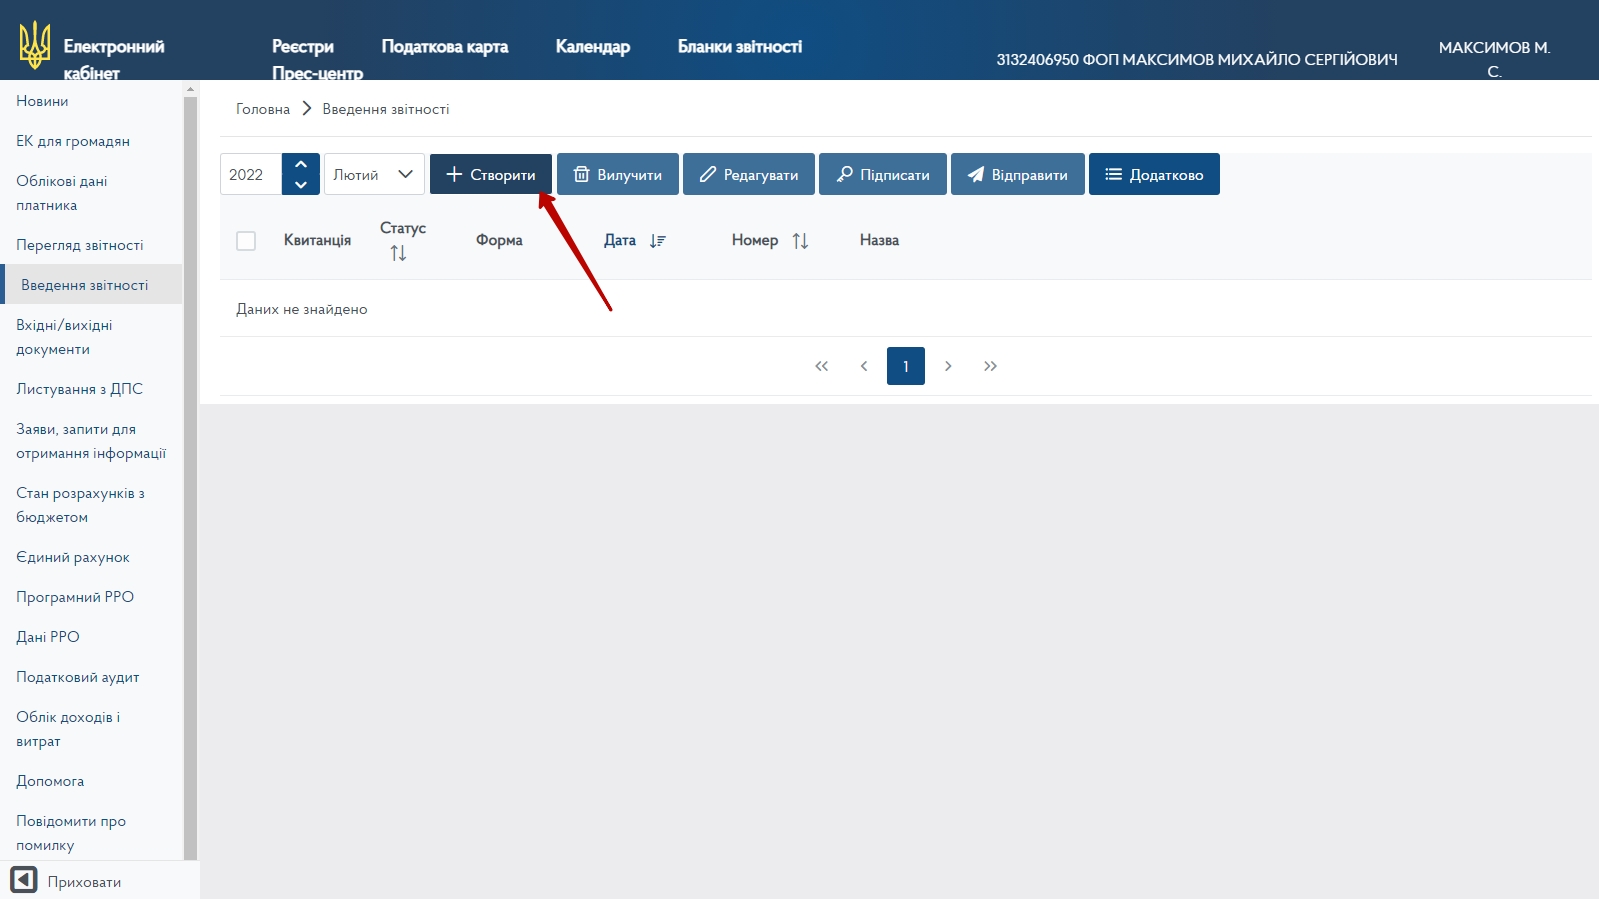 Електронний
кабінет
Реєстри
Податкова карта
Календар
Бланки звітності
Прес-центр
3132406950 ФОП МАКСИМОВ МИХАЙЛО СЕРГІЙОВИЧ
МАКСИМОВ М.
С.
Новини
ЕК для громадян
Облікові дані
платника
Перегляд звітності
Введення звітності
Вхідні/вихідні
документи
Листування з ДПС
Заяви, запити для
отримання інформації
Стан розрахунків з
бюджетом
Єдиний рахунок
Програмний РРО
Дані РРО
Податковий аудит
Облік доходів і
витрат
Допомога
Повідомити про
помилку
Приховати
Головна > Введення звітності
2022
Лютий
Створити
Вилучити
Редагувати
Підписати
Відправити
Додатково
Квитанція
Статус
Форма
Дата
Номер
Назва
Даних не знайдено
1